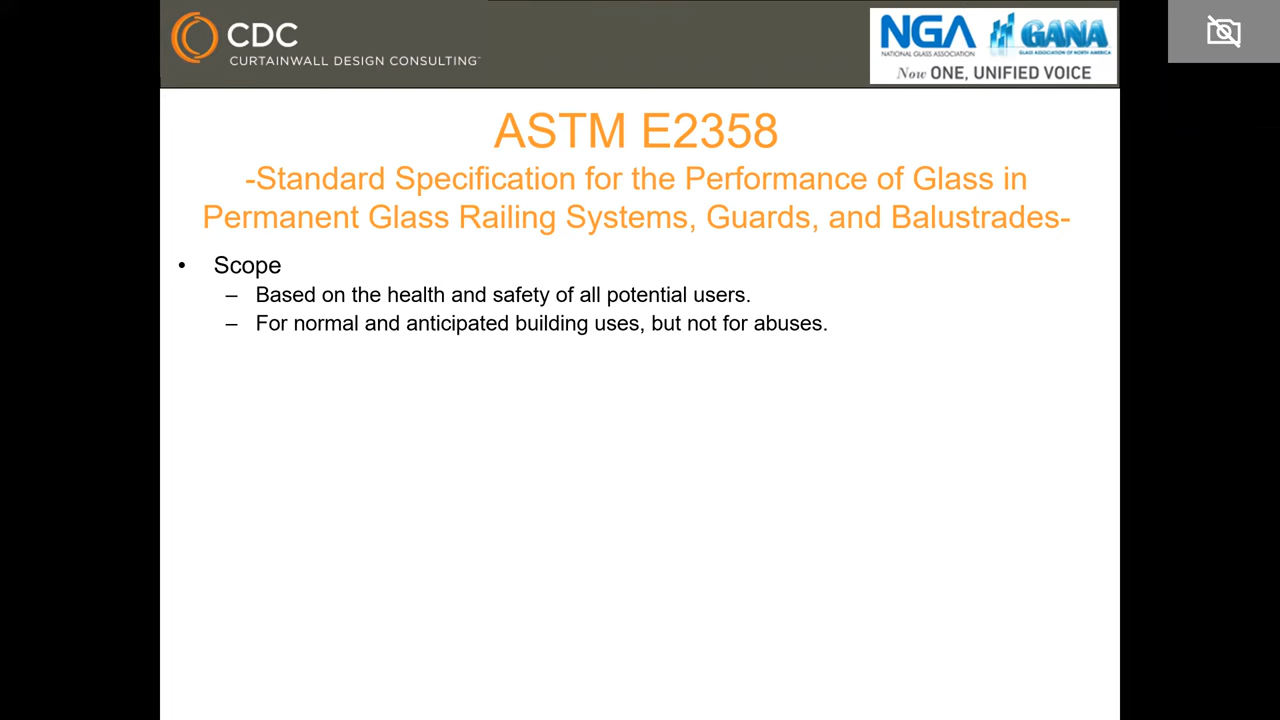 CDC
CURTAINWALL DESIGN CONSULTING
NGA GANA
NATIONAL GLASS ASSOCIATION GLASS ASSOCIATION OF NORTH AMERICA
Now ONE, UNIFIED VOICE
ASTM E2358
-Standard Specification for the Performance of Glass in
Permanent Glass Railing Systems, Guards, and Balustrades-
• Scope
– Based on the health and safety of all potential users.
– For normal and anticipated building uses, but not for abuses.